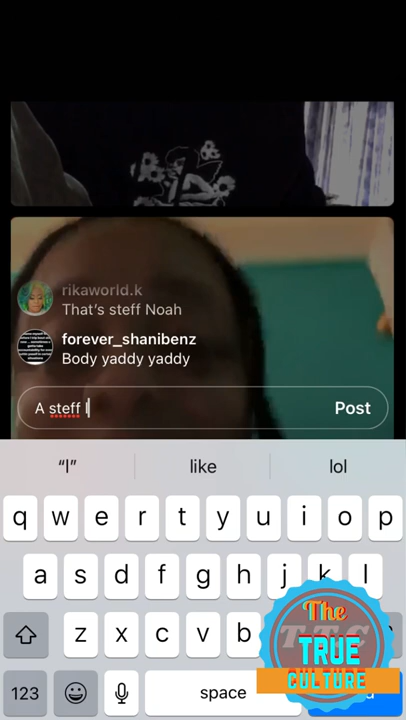 rikaworld.k
That's steff Noah
forever_shanibenz
Body yaddy yaddy
A steff l
Post
"l" like lol
q w e r t y u i o p
a s d f g h j k l
z x c v b
123 space
The
TRUE
CULTURE